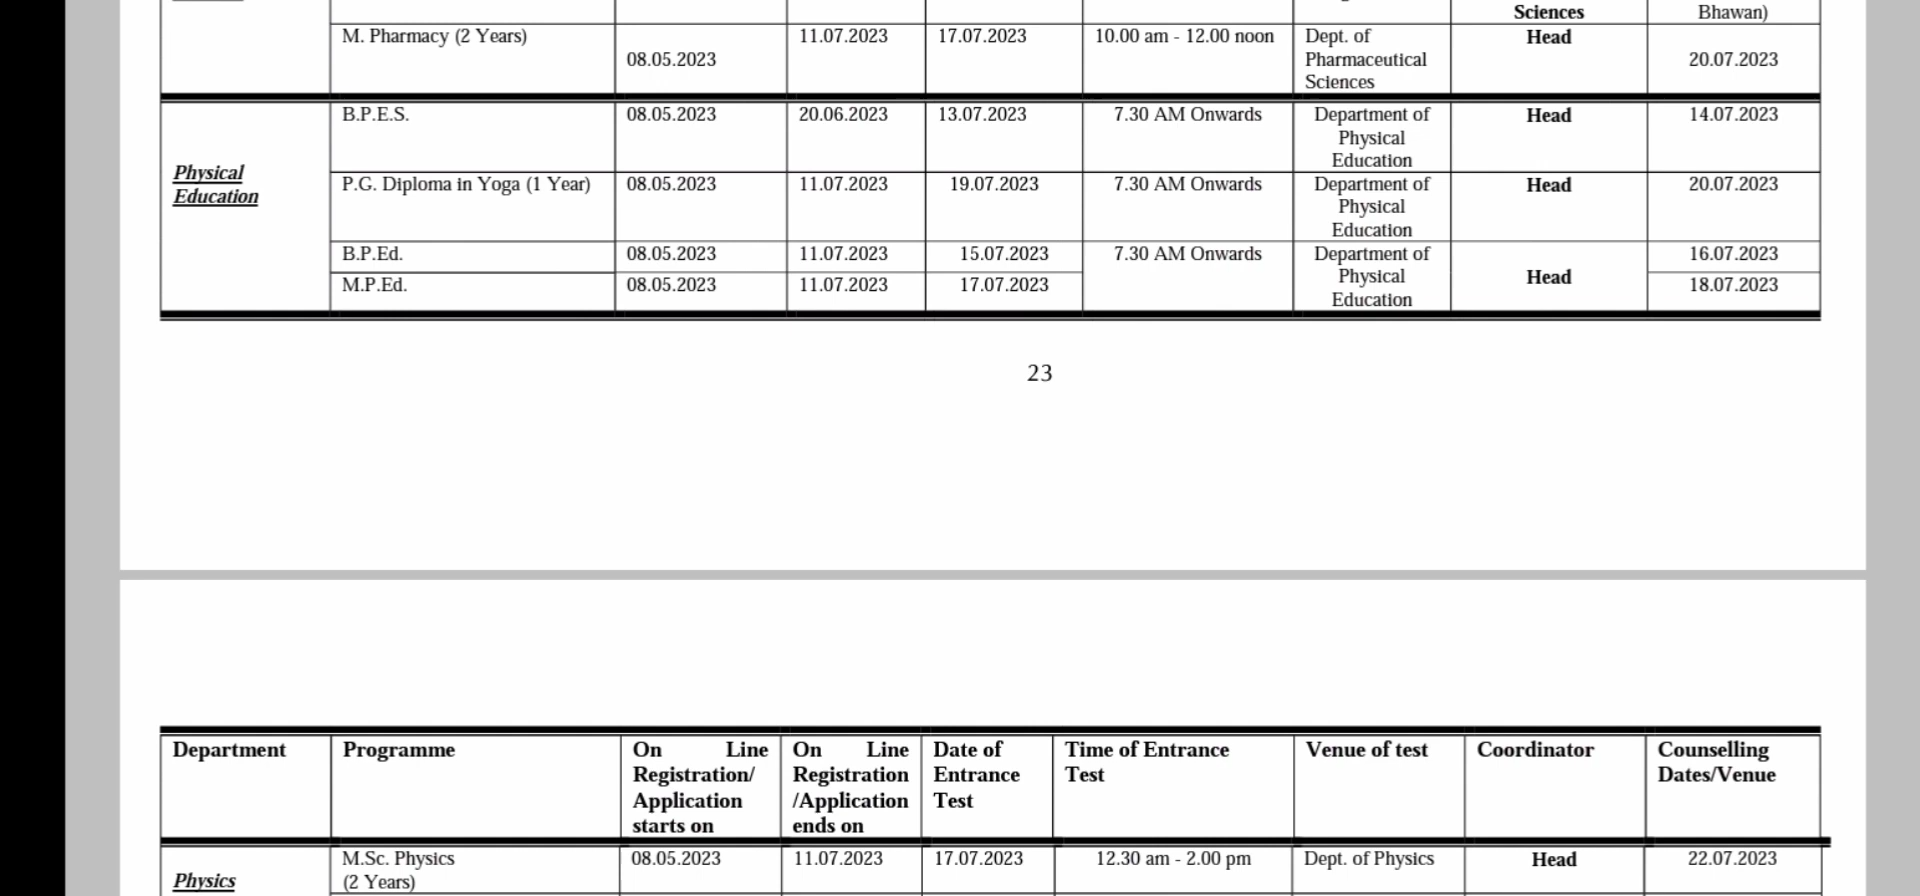 Sciences Bhawan)
M. Pharmacy (2 Years) 08.05.2023 11.07.2023 17.07.2023 10.00 am - 12.00 noon Dept. of Pharmaceutical Sciences Head 20.07.2023
Physical Education
B.P.E.S. 08.05.2023 20.06.2023 13.07.2023 7.30 AM Onwards Department of Physical Education Head 14.07.2023
P.G. Diploma in Yoga (1 Year) 08.05.2023 11.07.2023 19.07.2023 7.30 AM Onwards Department of Physical Education Head 20.07.2023
B.P.Ed. 08.05.2023 11.07.2023 15.07.2023 7.30 AM Onwards Department of Physical Education Head 16.07.2023
M.P.Ed. 08.05.2023 11.07.2023 17.07.2023 18.07.2023
23
Department Programme On Line Registration/ Application starts on On Line Registration /Application ends on Date of Entrance Test Time of Entrance Test Venue of test Coordinator Counselling Dates/Venue
Physics M.Sc. Physics (2 Years) 08.05.2023 11.07.2023 17.07.2023 12.30 am - 2.00 pm Dept. of Physics Head 22.07.2023